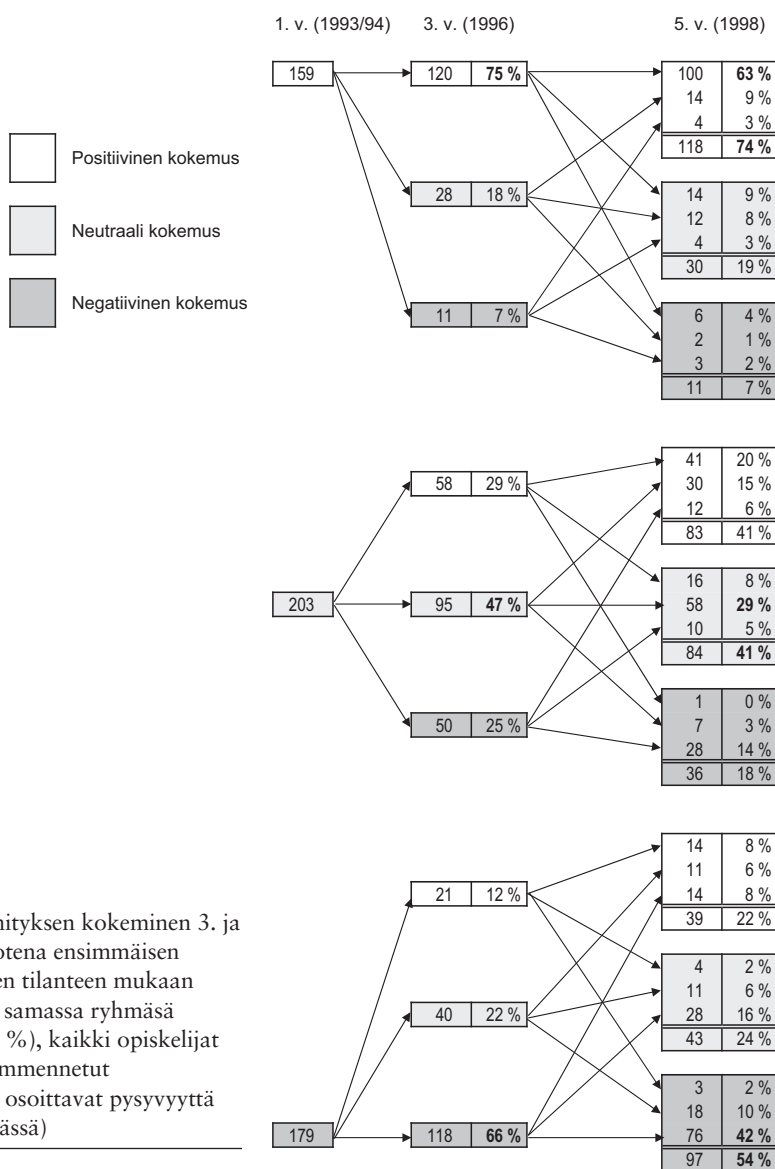 1. v. (1993/94) 3. v. (1996) 5. v. (1998)
159 120 75 % 100 63 %
14 9 %
4 3 %
118 74 %
Positiivinen kokemus
28 18 % 14 9 %
12 8 %
4 3 %
30 19 %
Neutraali kokemus
Negatiivinen kokemus
11 7 % 6 4 %
2 1 %
3 2 %
11 7 %
58 29 % 41 20 %
30 15 %
12 6 %
83 41 %
203 95 47 % 16 8 %
58 29 %
10 5 %
84 41 %
50 25 % 1 0 %
7 3 %
28 14 %
36 18 %
21 12 % 14 8 %
11 6 %
14 8 %
39 22 %
40 22 % 4 2 %
11 6 %
28 16 %
43 24 %
179 118 66 % 3 2 %
18 10 %
76 42 %
97 54 %
nityksen kokeminen 3. ja
otena ensimmäisen
en tilanteen mukaan
samassa ryhmäsä
%), kaikki opiskelijat
mmennetut
osoittavat pysyvyyttä
ässä)